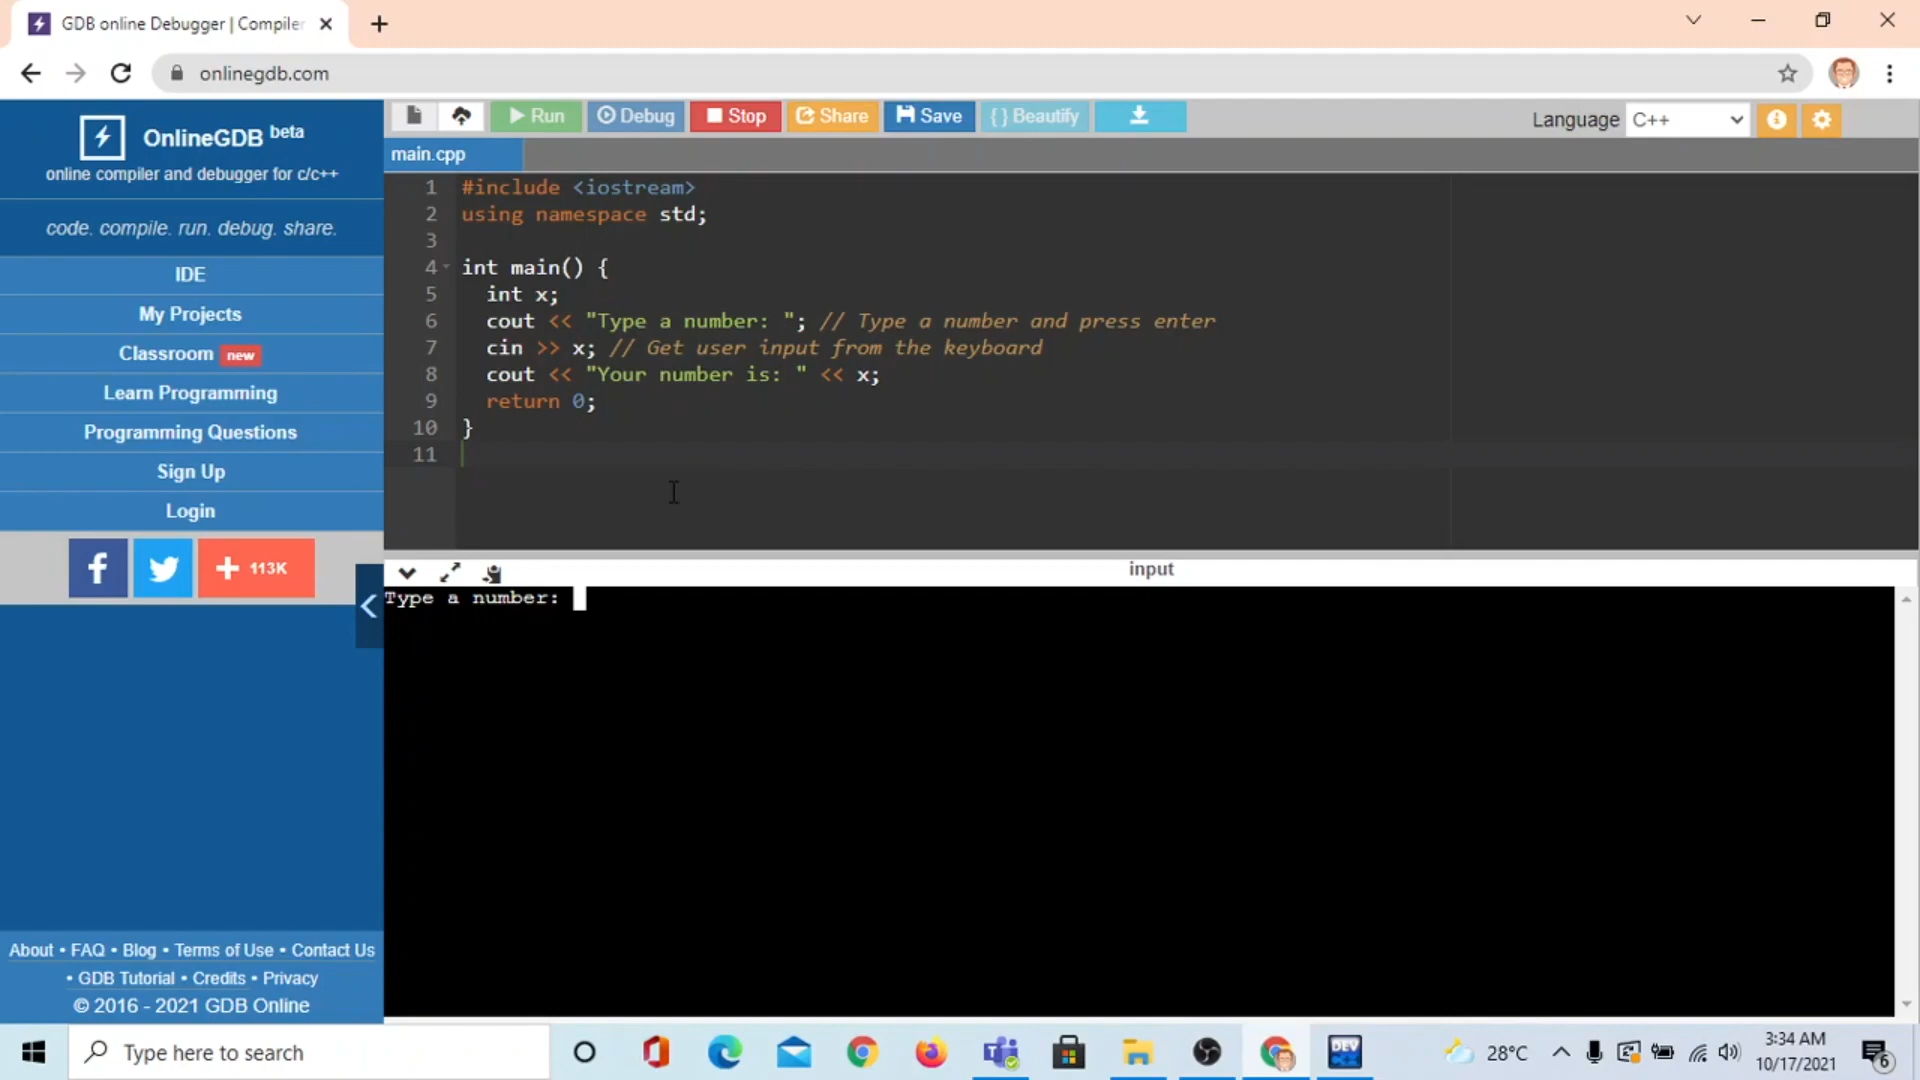 GDB online Debugger | Compiler
onlinegdb.com
OnlineGDB beta
online compiler and debugger for c/c++
code. compile. run. debug. share.
IDE
My Projects
Classroom new
Learn Programming
Programming Questions
Sign Up
Login
f
+ 113K
About • FAQ • Blog • Terms of Use • Contact Us
• GDB Tutorial • Credits • Privacy
© 2016 - 2021 GDB Online
Run Debug Stop Share Save {} Beautify
Language C++
main.cpp
1 #include <iostream>
2 using namespace std;
3
4 int main() {
5 int x;
6 cout << "Type a number: "; // Type a number and press enter
7 cin >> x; // Get user input from the keyboard
8 cout << "Your number is: " << x;
9 return 0;
10 }
11
input
Type a number:
Type here to search
DEV
28°C
3:34 AM
10/17/2021
6